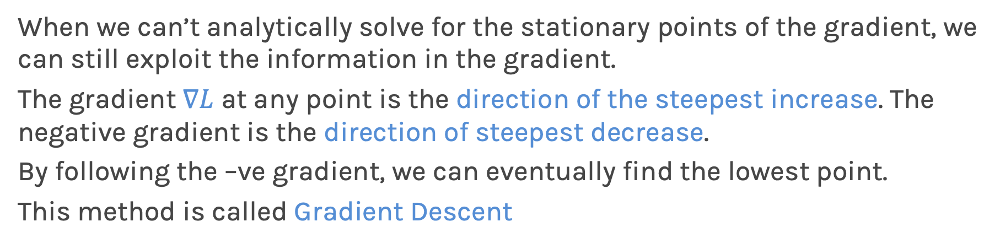 When we can’t analytically solve for the stationary points of the gradient, we
can still exploit the information in the gradient.
The gradient ∇L at any point is the direction of the steepest increase. The
negative gradient is the direction of steepest decrease.
By following the –ve gradient, we can eventually find the lowest point.
This method is called Gradient Descent